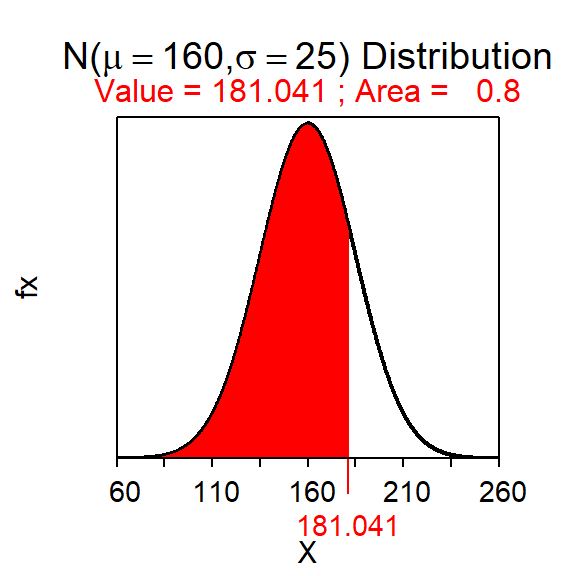 N(μ = 160,σ = 25) Distribution
Value = 181.041 ; Area = 0.8
fx
60 110 160 210 260
181.041
X